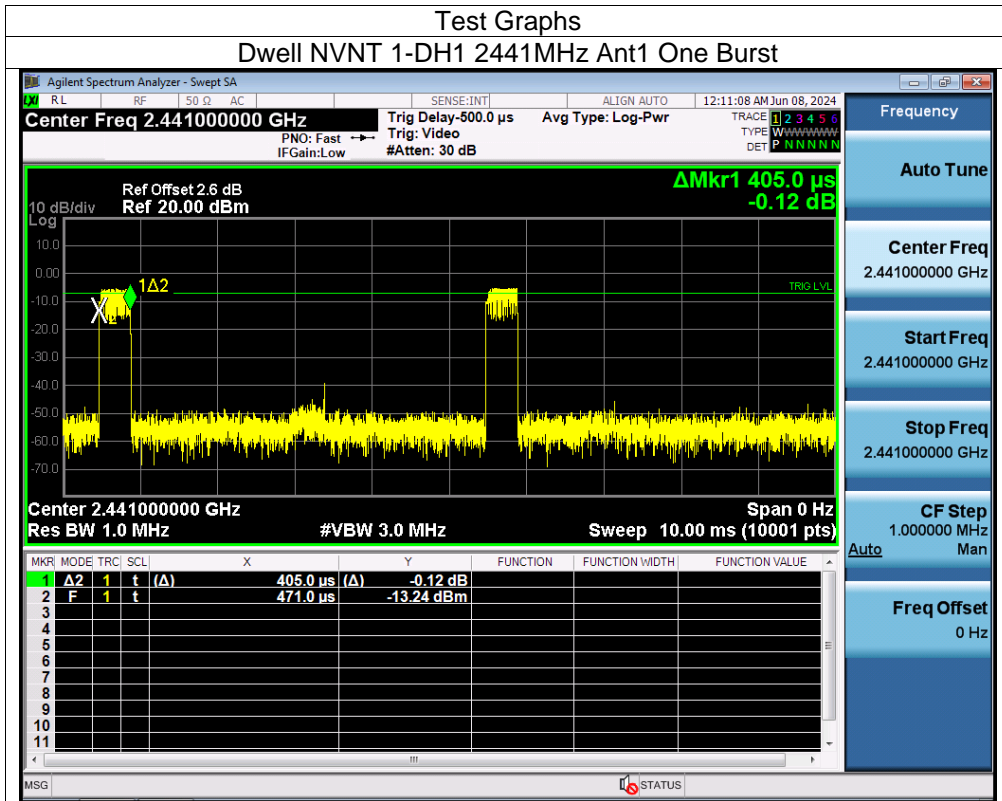 Test Graphs
Dwell NVNT 1-DH1 2441MHz Ant1 One Burst
Agilent Spectrum Analyzer - Swept SA
LXI RL RF 50 Ω AC SENSE:INT ALIGN AUTO 12:11:08 AM Jun 08, 2024
Center Freq 2.441000000 GHz
PNO: Fast
IFGain:Low
Trig Delay-500.0 µs
Trig: Video
#Atten: 30 dB
Avg Type: Log-Pwr
TRACE 1 2 3 4 5 6
TYPE WWWWWW
DET P N N N N N
Frequency
Auto Tune
Center Freq
2.441000000 GHz
Start Freq
2.441000000 GHz
Stop Freq
2.441000000 GHz
CF Step
1.000000 MHz
Auto Man
Freq Offset
0 Hz
ΔMkr1 405.0 µs
-0.12 dB
Ref Offset 2.6 dB
10 dB/div Ref 20.00 dBm
Log
10.0
0.00
-10.0
-20.0
-30.0
-40.0
-50.0
-60.0
-70.0
1Δ2
X2
TRIG LVL
Center 2.441000000 GHz Span 0 Hz
Res BW 1.0 MHz #VBW 3.0 MHz Sweep 10.00 ms (10001 pts)
MKR MODE TRC SCL X Y FUNCTION FUNCTION WIDTH FUNCTION VALUE
1 Δ2 1 t (Δ) 405.0 µs (Δ) -0.12 dB
2 F 1 t 471.0 µs -13.24 dBm
3
4
5
6
7
8
9
10
11
MSG STATUS